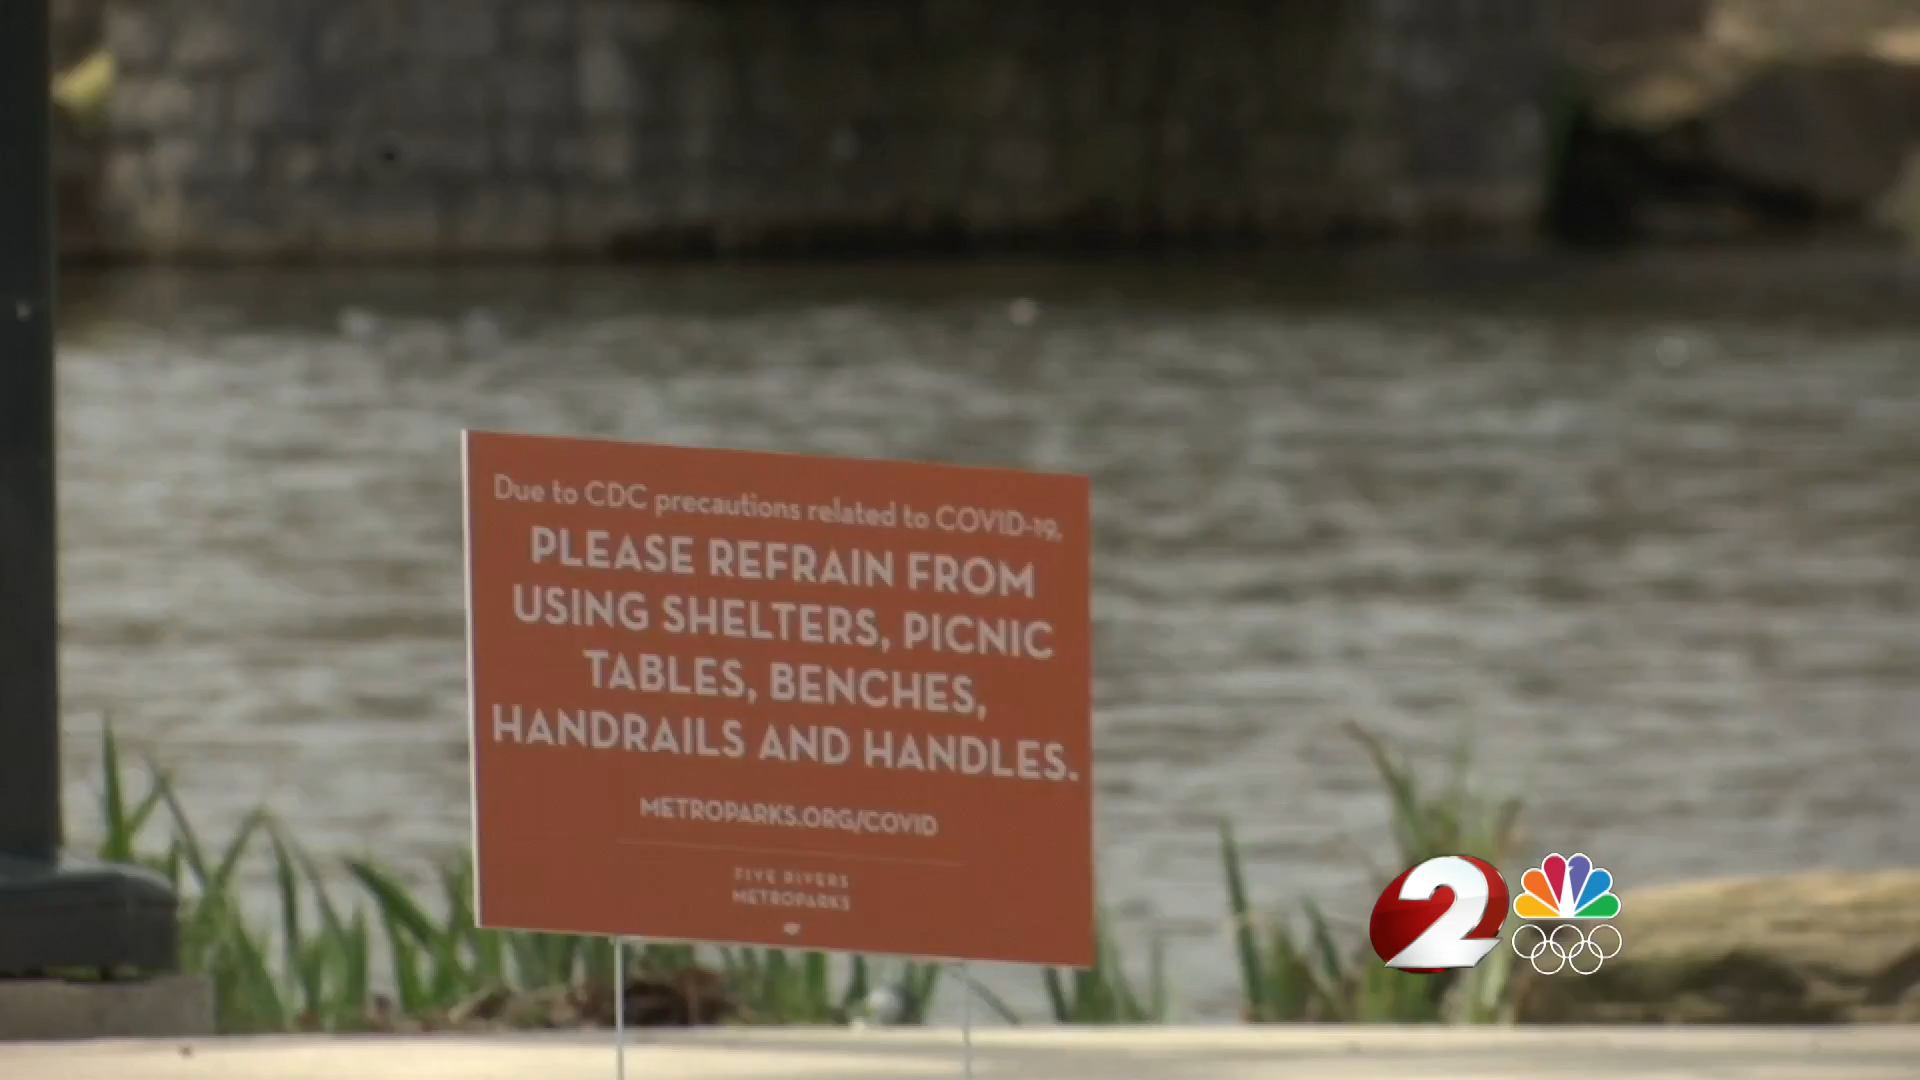 Due to CDC precautions related to COVID-19,
PLEASE REFRAIN FROM
USING SHELTERS, PICNIC
TABLES, BENCHES,
HANDRAILS AND HANDLES.
METROPARKS.ORG/COVID
FIVE RIVERS
METROPARKS
2